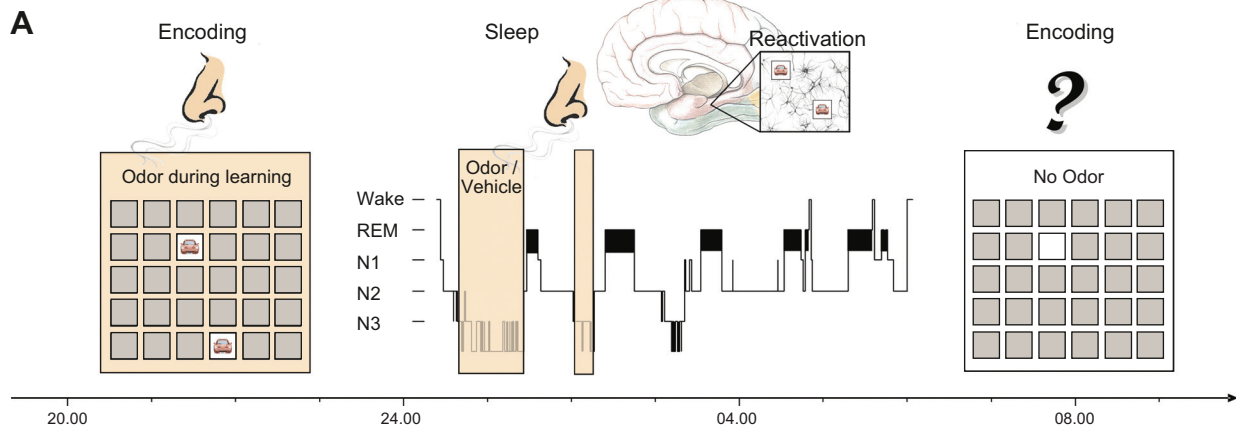 A
Encoding
Sleep
Reactivation
Encoding
?
Odor during learning
Odor /
Vehicle
No Odor
Wake
REM
N1
N2
N3
20.00
24.00
04.00
08.00